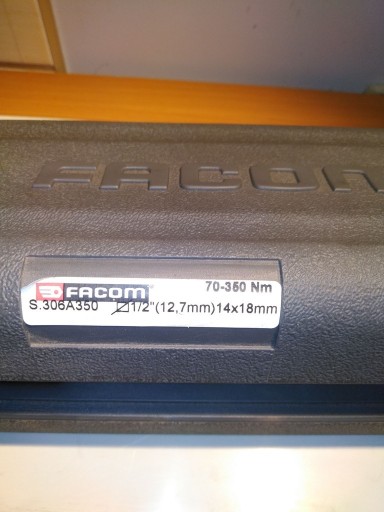 FACOM
FACOM 70-350 Nm
S.306A350 1/2"(12,7mm)14x18mm